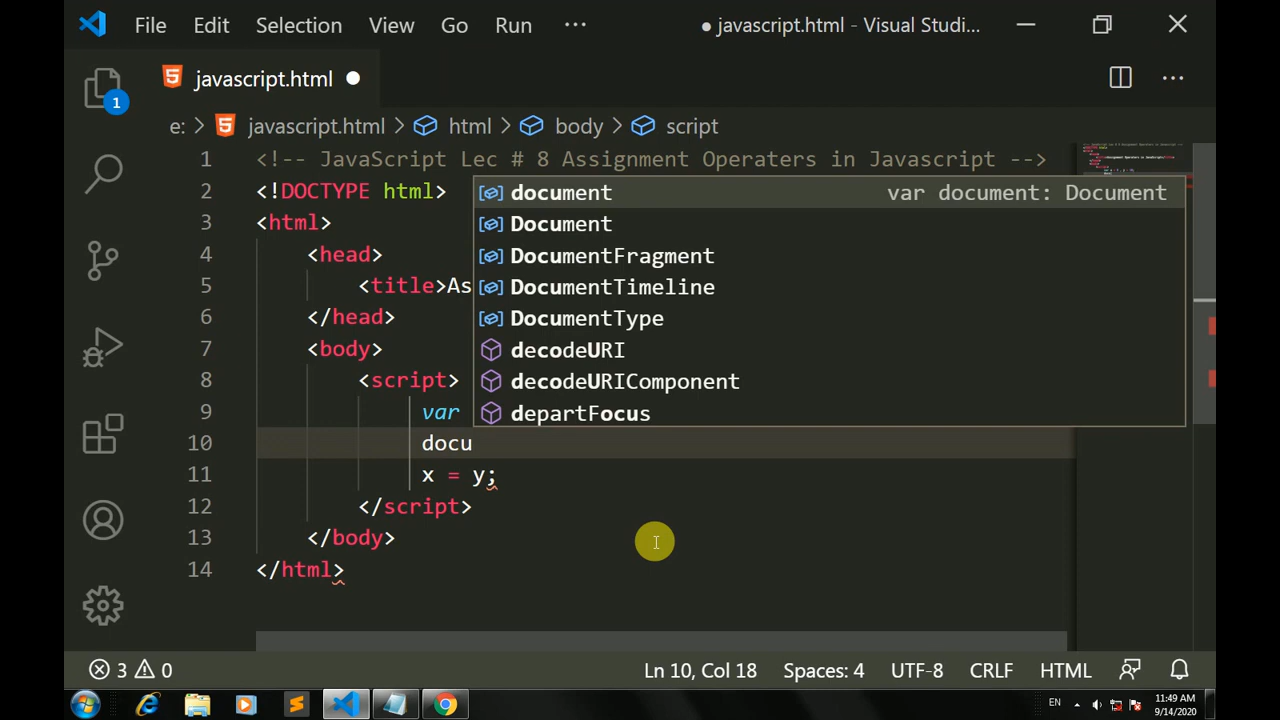 File Edit Selection View Go Run ··· ● javascript.html - Visual Studi...
javascript.html ●
e: > javascript.html > html > body > script
1 <!-- JavaScript Lec # 8 Assignment Operaters in Javascript -->
2 <!DOCTYPE html>
3 <html>
4 <head>
5 <title>As
6 </head>
7 <body>
8 <script>
9 var
10 docu
11 x = y;
12 </script>
13 </body>
14 </html>
document var document: Document
Document
DocumentFragment
DocumentTimeline
DocumentType
decodeURI
decodeURIComponent
departFocus
1
3 0 Ln 10, Col 18 Spaces: 4 UTF-8 CRLF HTML
EN 11:49 AM
9/14/2020